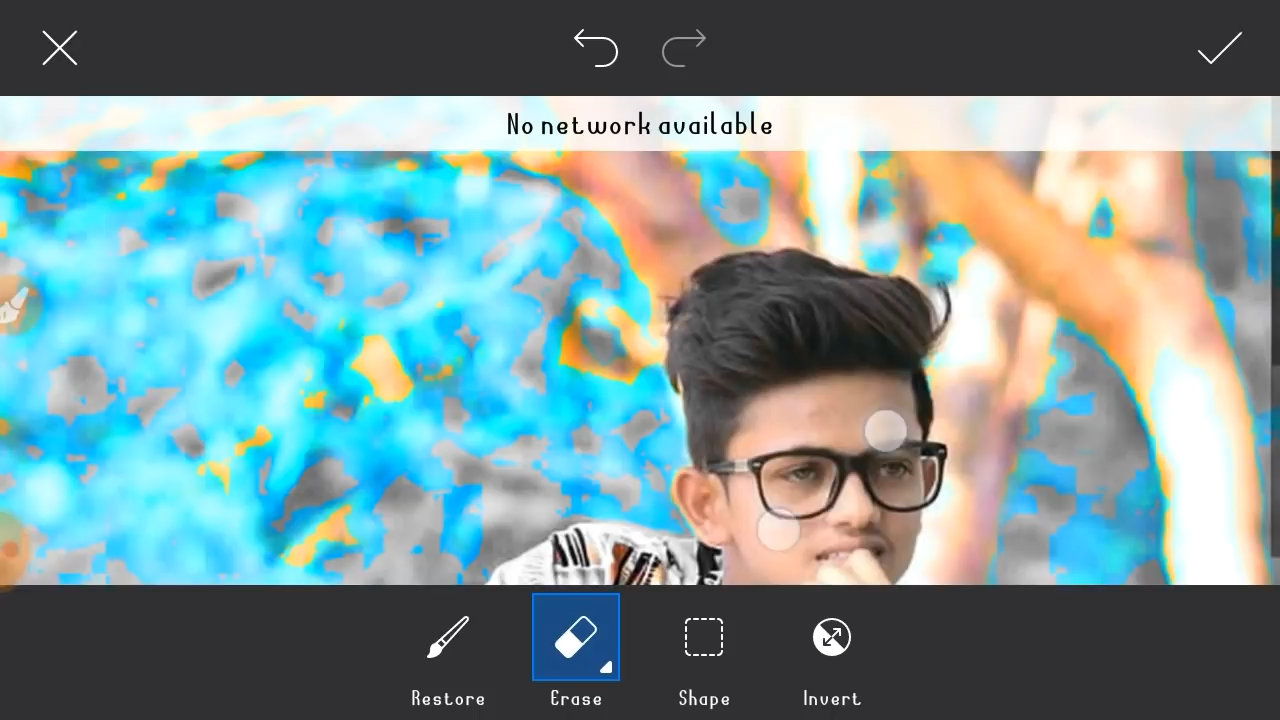 No network available
Restore
Erase
Shape
Invert